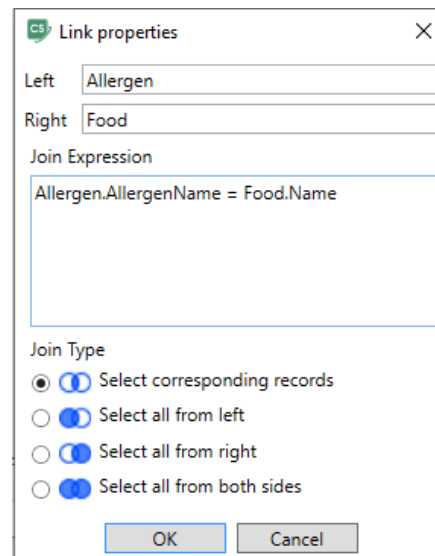 CS Link properties
Left Allergen
Right Food
Join Expression
Allergen.AllergenName = Food.Name
Join Type
Select corresponding records
Select all from left
Select all from right
Select all from both sides
OK Cancel